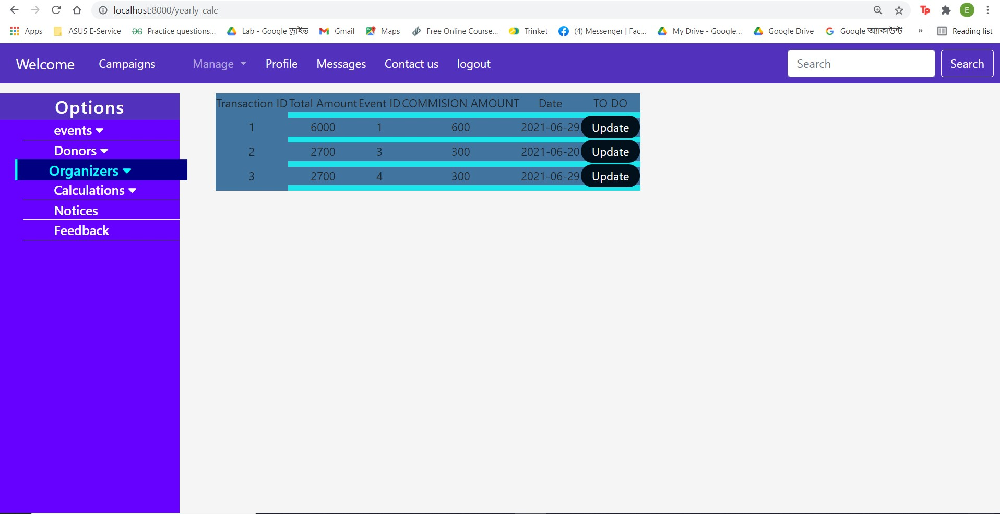 localhost:8000/yearly_calc
E
Apps ASUS E-Service Practice questions... Lab - Google ড্রাইভ Gmail Maps Free Online Course... Trinket (4) Messenger | Fac... My Drive - Google... Google Drive Google অ্যাকাউন্ট » Reading list
Welcome Campaigns Manage Profile Messages Contact us logout Search Search
Options
events
Donors
Organizers
Calculations
Notices
Feedback
Transaction ID Total Amount Event ID COMMISION AMOUNT Date TO DO
1 6000 1 600 2021-06-29 Update
2 2700 3 300 2021-06-20 Update
3 2700 4 300 2021-06-29 Update